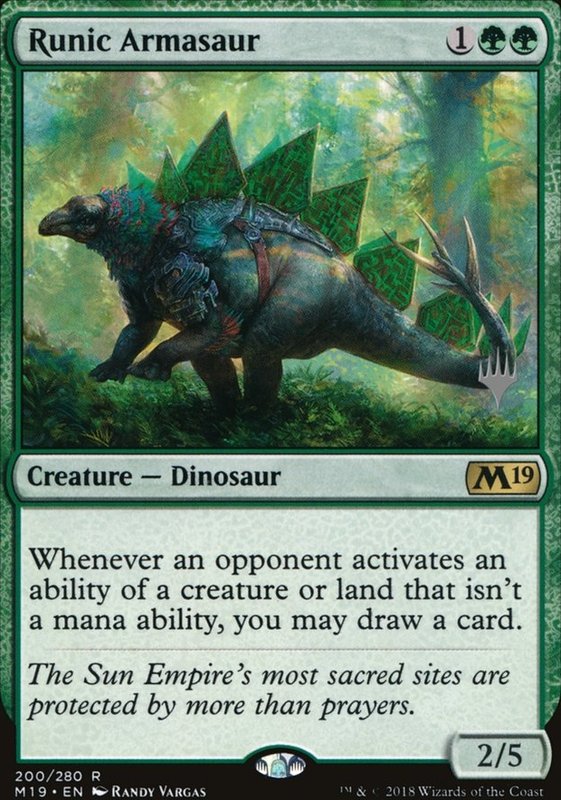 Runic Armasaur 1
Creature — Dinosaur M19
Whenever an opponent activates an
ability of a creature or land that isn't
a mana ability, you may draw a card.
The Sun Empire's most sacred sites are
protected by more than prayers.
2/5
200/280 R
M19 • EN Randy Vargas
™ & © 2018 Wizards of the Coast